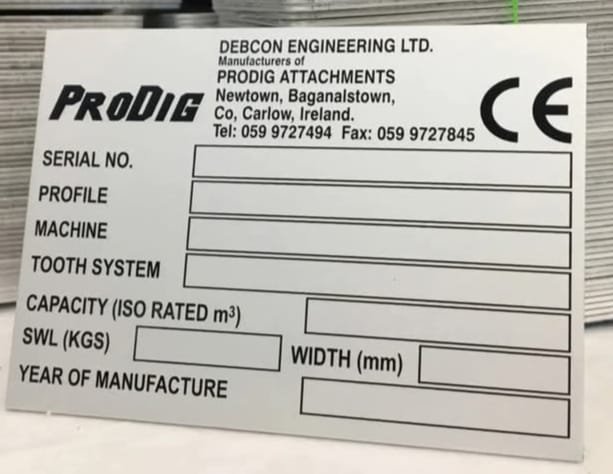 DEBCON ENGINEERING LTD.
Manufacturers of
PRODIG ATTACHMENTS
Newtown, Baganalstown,
Co, Carlow, Ireland.
Tel: 059 9727494 Fax: 059 9727845
PRODIG
CE
SERIAL NO.
PROFILE
MACHINE
TOOTH SYSTEM
CAPACITY (ISO RATED m³)
SWL (KGS) WIDTH (mm)
YEAR OF MANUFACTURE